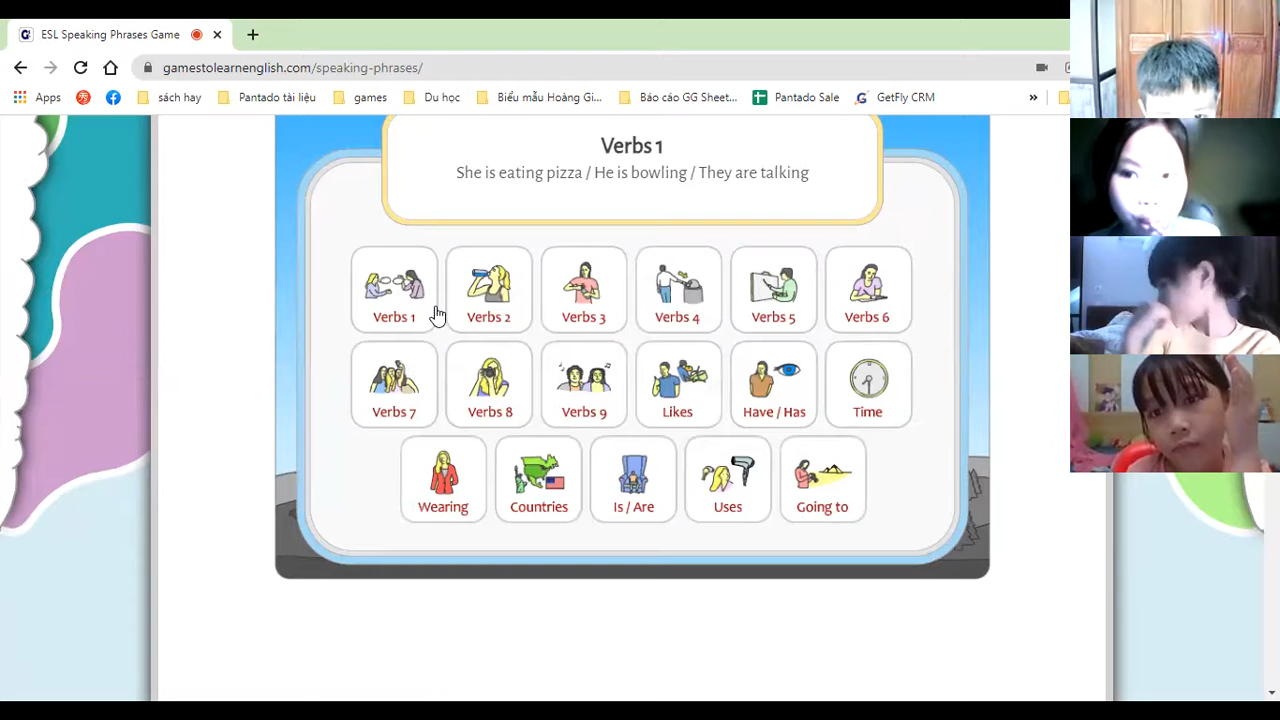 ESL Speaking Phrases Game
gamestolearnenglish.com/speaking-phrases/
Apps sách hay Pantado tài liệu games Du học Biểu mẫu Hoàng Gi... Báo cáo GG Sheet... Pantado Sale GetFly CRM »
Verbs 1
She is eating pizza / He is bowling / They are talking
Verbs 1 Verbs 2 Verbs 3 Verbs 4 Verbs 5 Verbs 6
Verbs 7 Verbs 8 Verbs 9 Likes Have / Has Time
Wearing Countries Is / Are Uses Going to